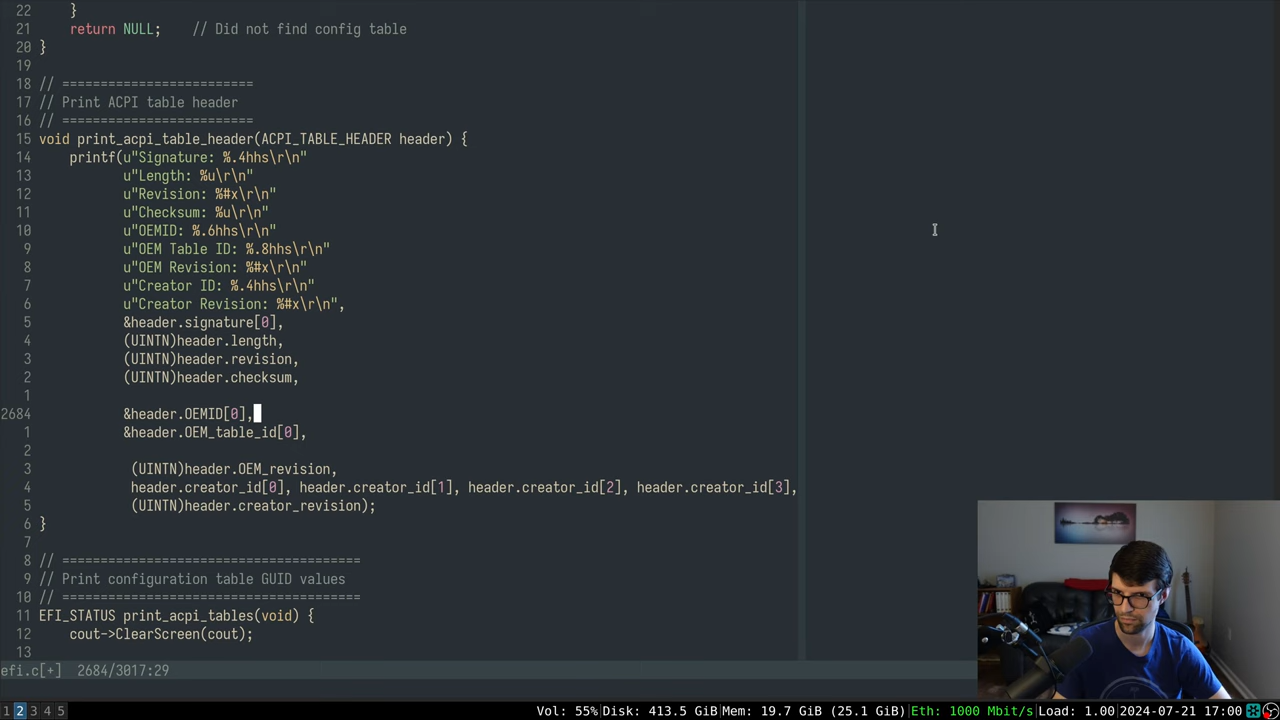 22     }
21     return NULL;    // Did not find config table
20 }
19
18 // =========================
17 // Print ACPI table header
16 // =========================
15 void print_acpi_table_header(ACPI_TABLE_HEADER header) {
14     printf(u"Signature: %.4hhs\r\n"
13            u"Length: %u\r\n"
12            u"Revision: %#x\r\n"
11            u"Checksum: %u\r\n"
10            u"OEMID: %.6hhs\r\n"
9            u"OEM Table ID: %.8hhs\r\n"
8            u"OEM Revision: %#x\r\n"
7            u"Creator ID: %.4hhs\r\n"
6            u"Creator Revision: %#x\r\n",
5            &header.signature[0],
4            (UINTN)header.length,
3            (UINTN)header.revision,
2            (UINTN)header.checksum,
1
2684            &header.OEMID[0],
1            &header.OEM_table_id[0],
2
3             (UINTN)header.OEM_revision,
4             header.creator_id[0], header.creator_id[1], header.creator_id[2], header.creator_id[3],
5             (UINTN)header.creator_revision);
6 }
7
8 // =======================================
9 // Print configuration table GUID values
10 // =======================================
11 EFI_STATUS print_acpi_tables(void) {
12     cout->ClearScreen(cout);
13
efi.c[+]  2684/3017:29
1 2 3 4 5 Vol: 55% Disk: 413.5 GiB Mem: 19.7 GiB (25.1 GiB) Eth: 1000 Mbit/s Load: 1.00 2024-07-21 17:00